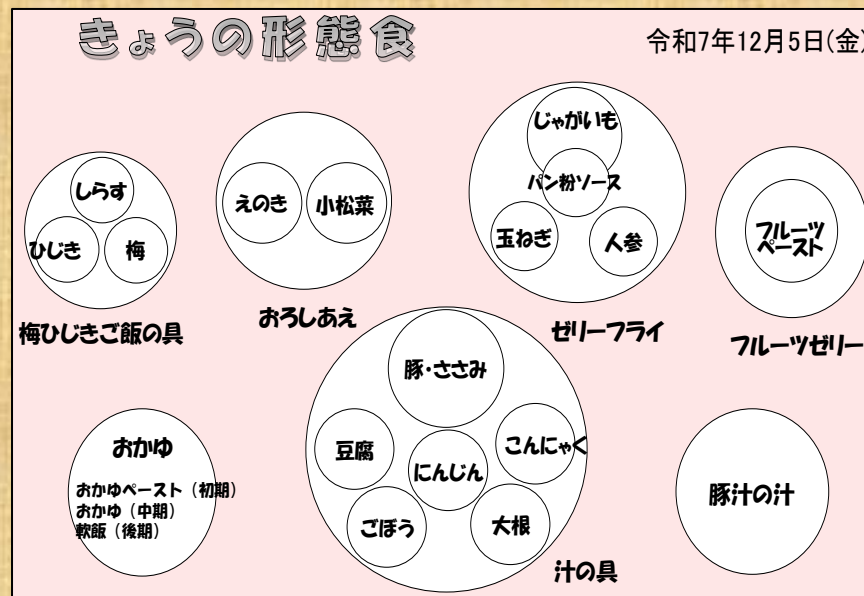 きょうの形態食
令和7年12月5日(金)
しらす
ひじき
梅
梅ひじきご飯の具
えのき
小松菜
おろしあえ
じゃがいも
パン粉ソース
玉ねぎ
人参
ゼリーフライ
フルーツ
ペースト
フルーツゼリー
おかゆ
おかゆペースト（初期）
おかゆ（中期）
軟飯（後期）
豚・ささみ
豆腐
にんじん
こんにゃく
ごぼう
大根
汁の具
豚汁の汁